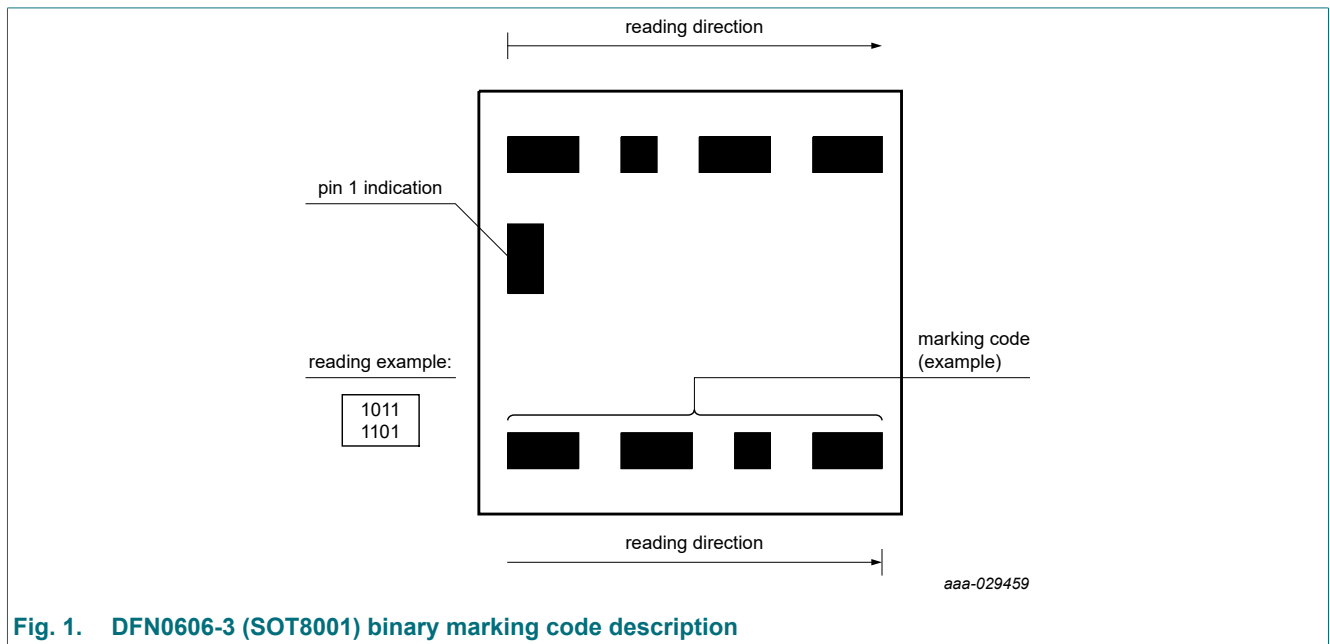 reading direction
pin 1 indication
marking code
(example)
reading example:
1011
1101
reading direction
aaa-029459
Fig. 1. DFN0606-3 (SOT8001) binary marking code description